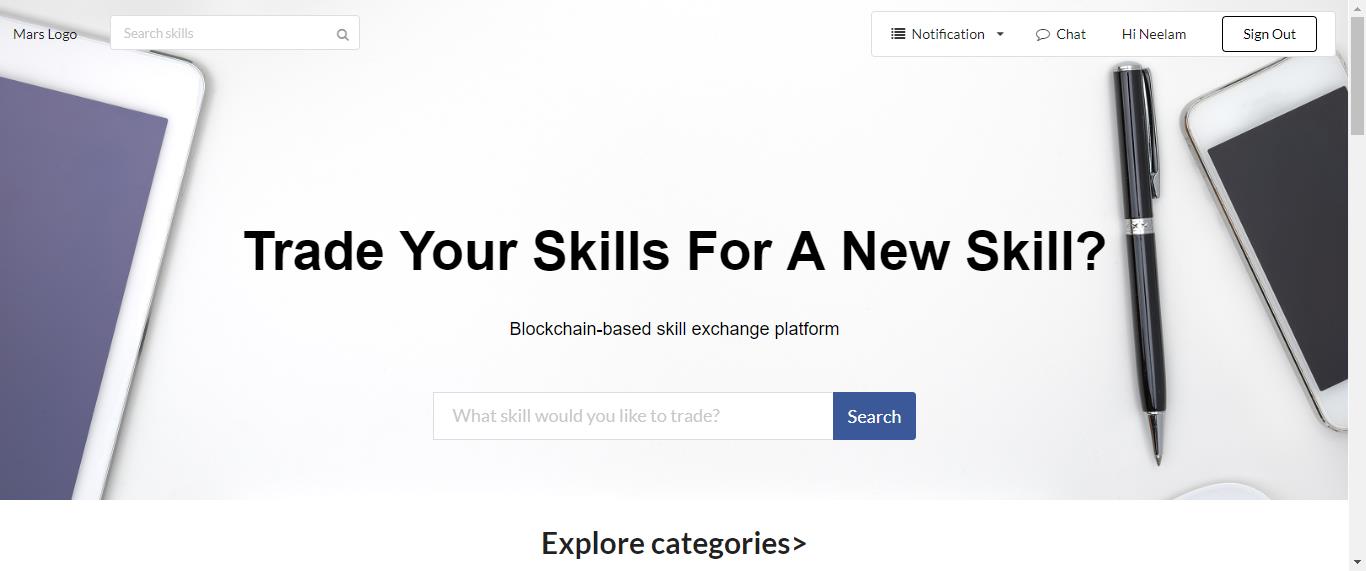 Mars Logo
Search skills
Notification
Chat
Hi Neelam
Sign Out
Trade Your Skills For A New Skill?
Blockchain-based skill exchange platform
What skill would you like to trade?
Search
Explore categories>